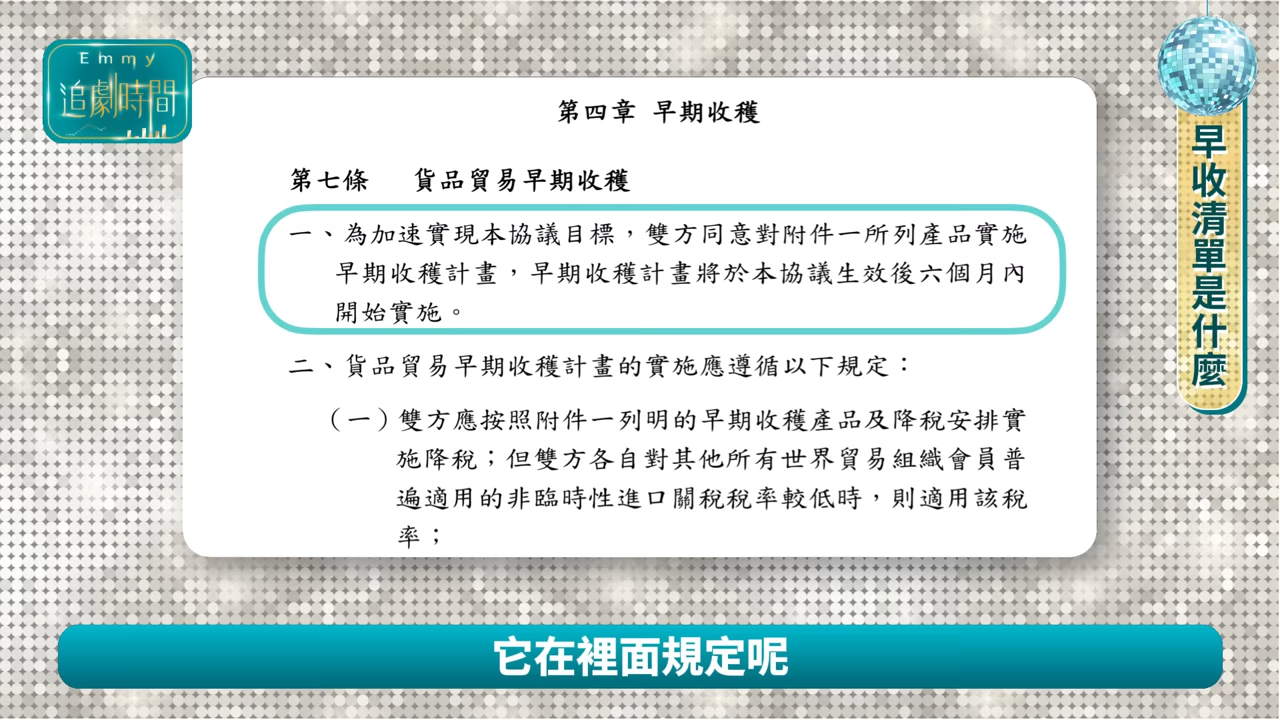 Emmy
追劇時間
第四章 早期收穫
第七條 貨品貿易早期收穫
一、為加速實現本協議目標，雙方同意對附件一所列產品實施
早期收穫計畫，早期收穫計畫將於本協議生效後六個月內
開始實施。
二、貨品貿易早期收穫計畫的實施應遵循以下規定：
（一）雙方應按照附件一列明的早期收穫產品及降稅安排實
施降稅；但雙方各自對其他所有世界貿易組織會員普
遍適用的非臨時性進口關稅稅率較低時，則適用該稅
率；
早收清單是什麼
它在裡面規定呢